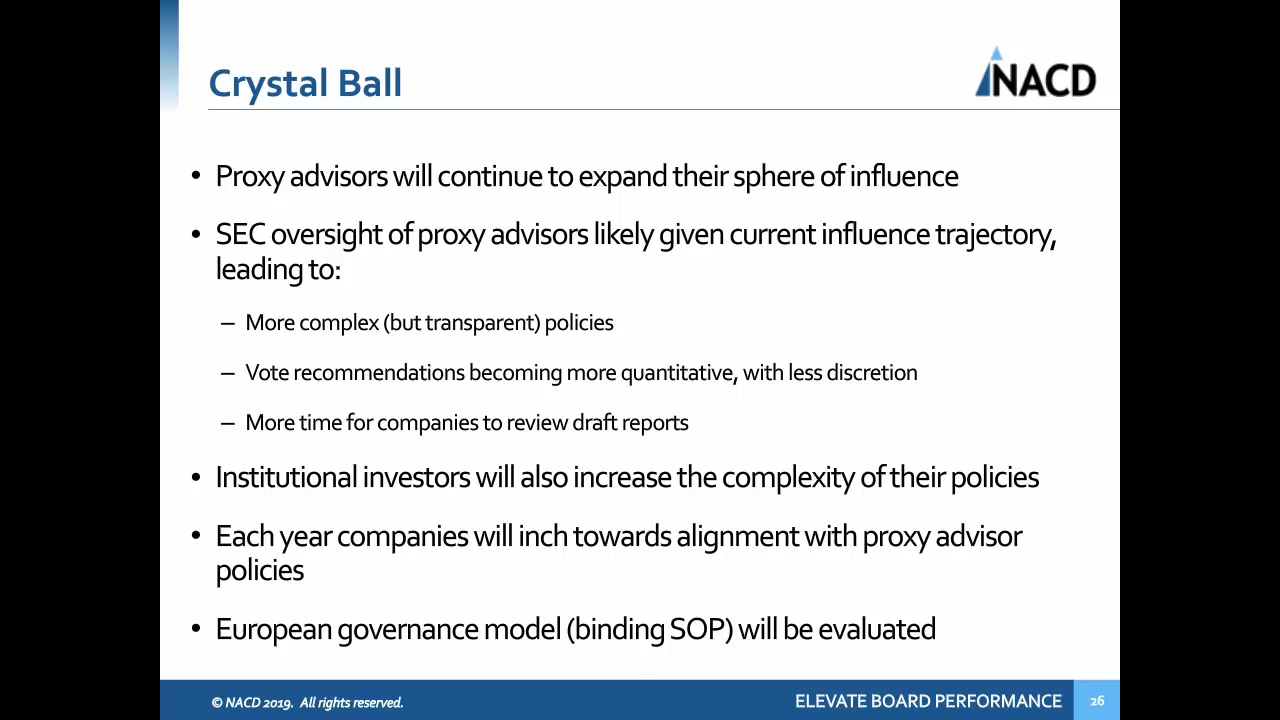 Crystal Ball
NACD
• Proxy advisors will continue to expand their sphere of influence
• SEC oversight of proxy advisors likely given current influence trajectory,
leading to:
– More complex (but transparent) policies
– Vote recommendations becoming more quantitative, with less discretion
– More time for companies to review draft reports
• Institutional investors will also increase the complexity of their policies
• Each year companies will inch towards alignment with proxy advisor
policies
• European governance model (binding SOP) will be evaluated
© NACD 2019. All rights reserved.
ELEVATE BOARD PERFORMANCE
26